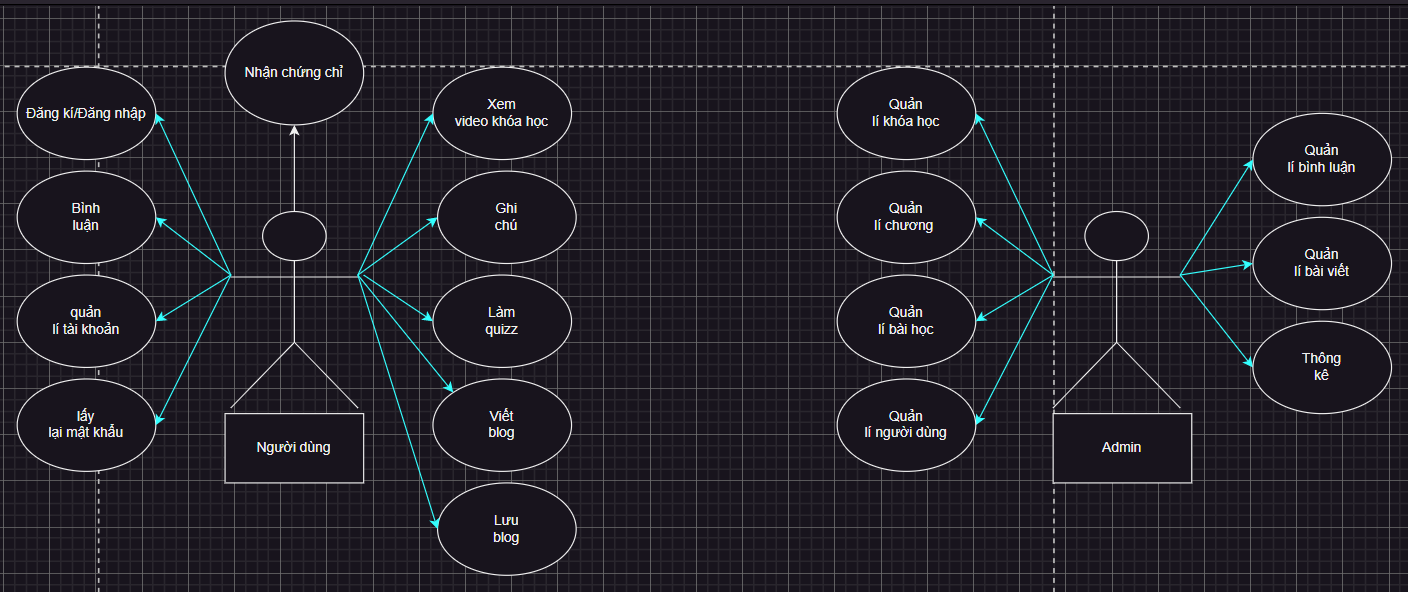 Nhận chứng chỉ
Đăng kí/Đăng nhập
Bình
luận
quản
lí tài khoản
lấy
lại mật khẩu
Người dùng
Xem
video khóa học
Ghi
chú
Làm
quizz
Viết
blog
Lưu
blog
Quản
lí khóa học
Quản
lí chương
Quản
lí bài học
Quản
lí người dùng
Admin
Quản
lí bình luận
Quản
lí bài viết
Thông
kê